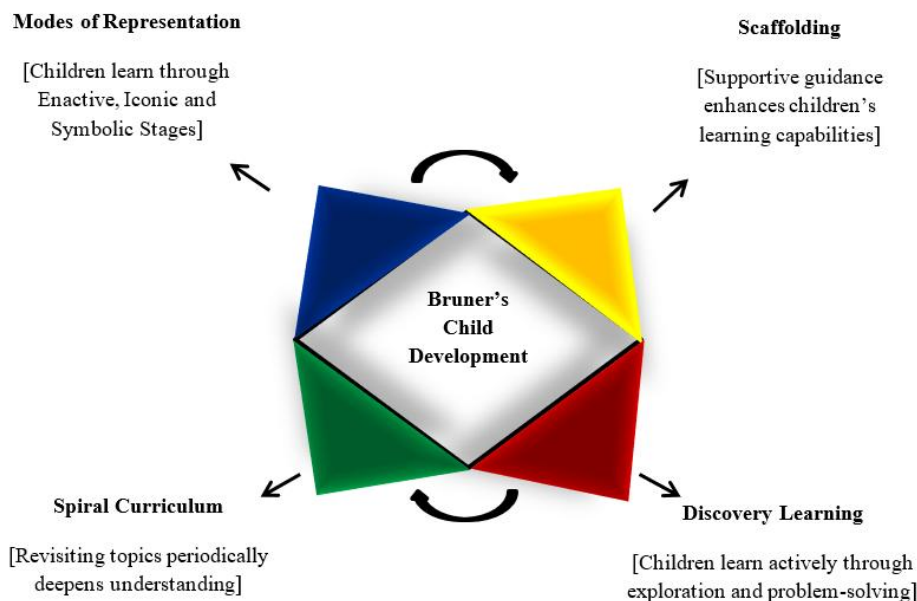 Modes of Representation
[Children learn through
Enactive, Iconic and
Symbolic Stages]
Scaffolding
[Supportive guidance
enhances children’s
learning capabilities]
Bruner’s
Child
Development
Spiral Curriculum
[Revisiting topics periodically
deepens understanding]
Discovery Learning
[Children learn actively through
exploration and problem-solving]